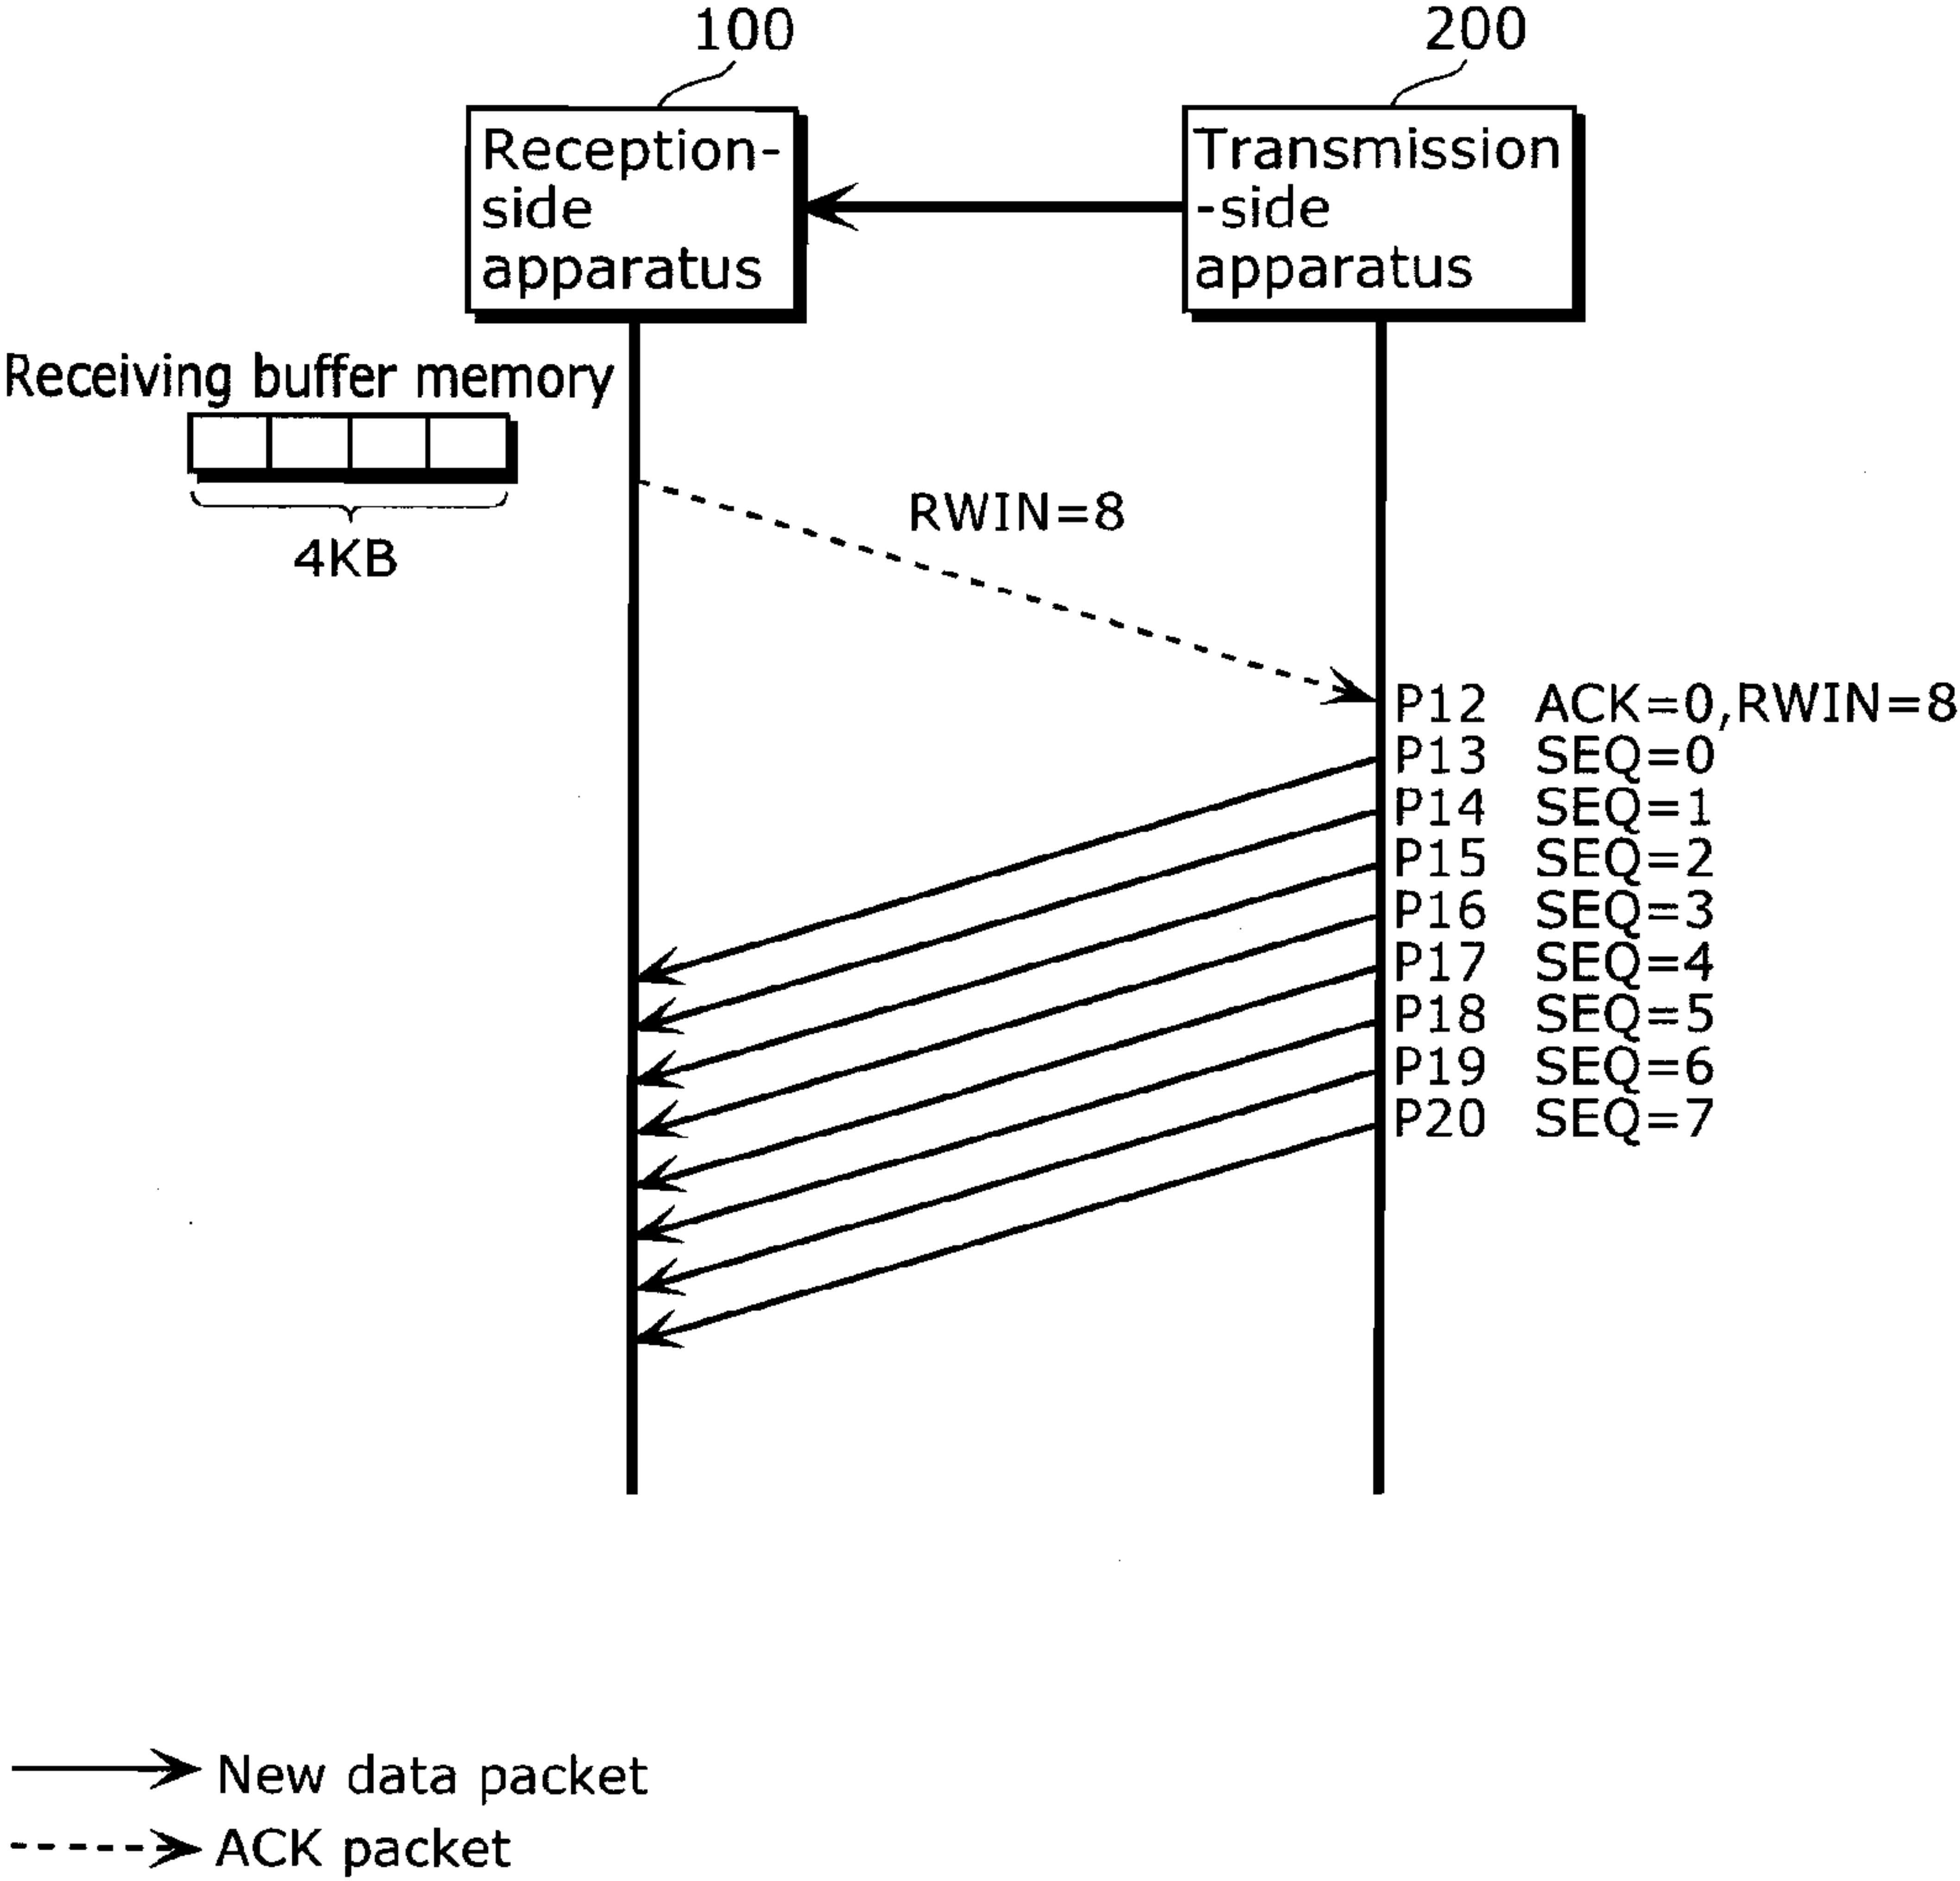 100
200
Reception-
side
apparatus
Transmission
-side
apparatus
Receiving buffer memory
4KB
RWIN=8
P12 ACK=0,RWIN=8
P13 SEQ=0
P14 SEQ=1
P15 SEQ=2
P16 SEQ=3
P17 SEQ=4
P18 SEQ=5
P19 SEQ=6
P20 SEQ=7
New data packet
ACK packet